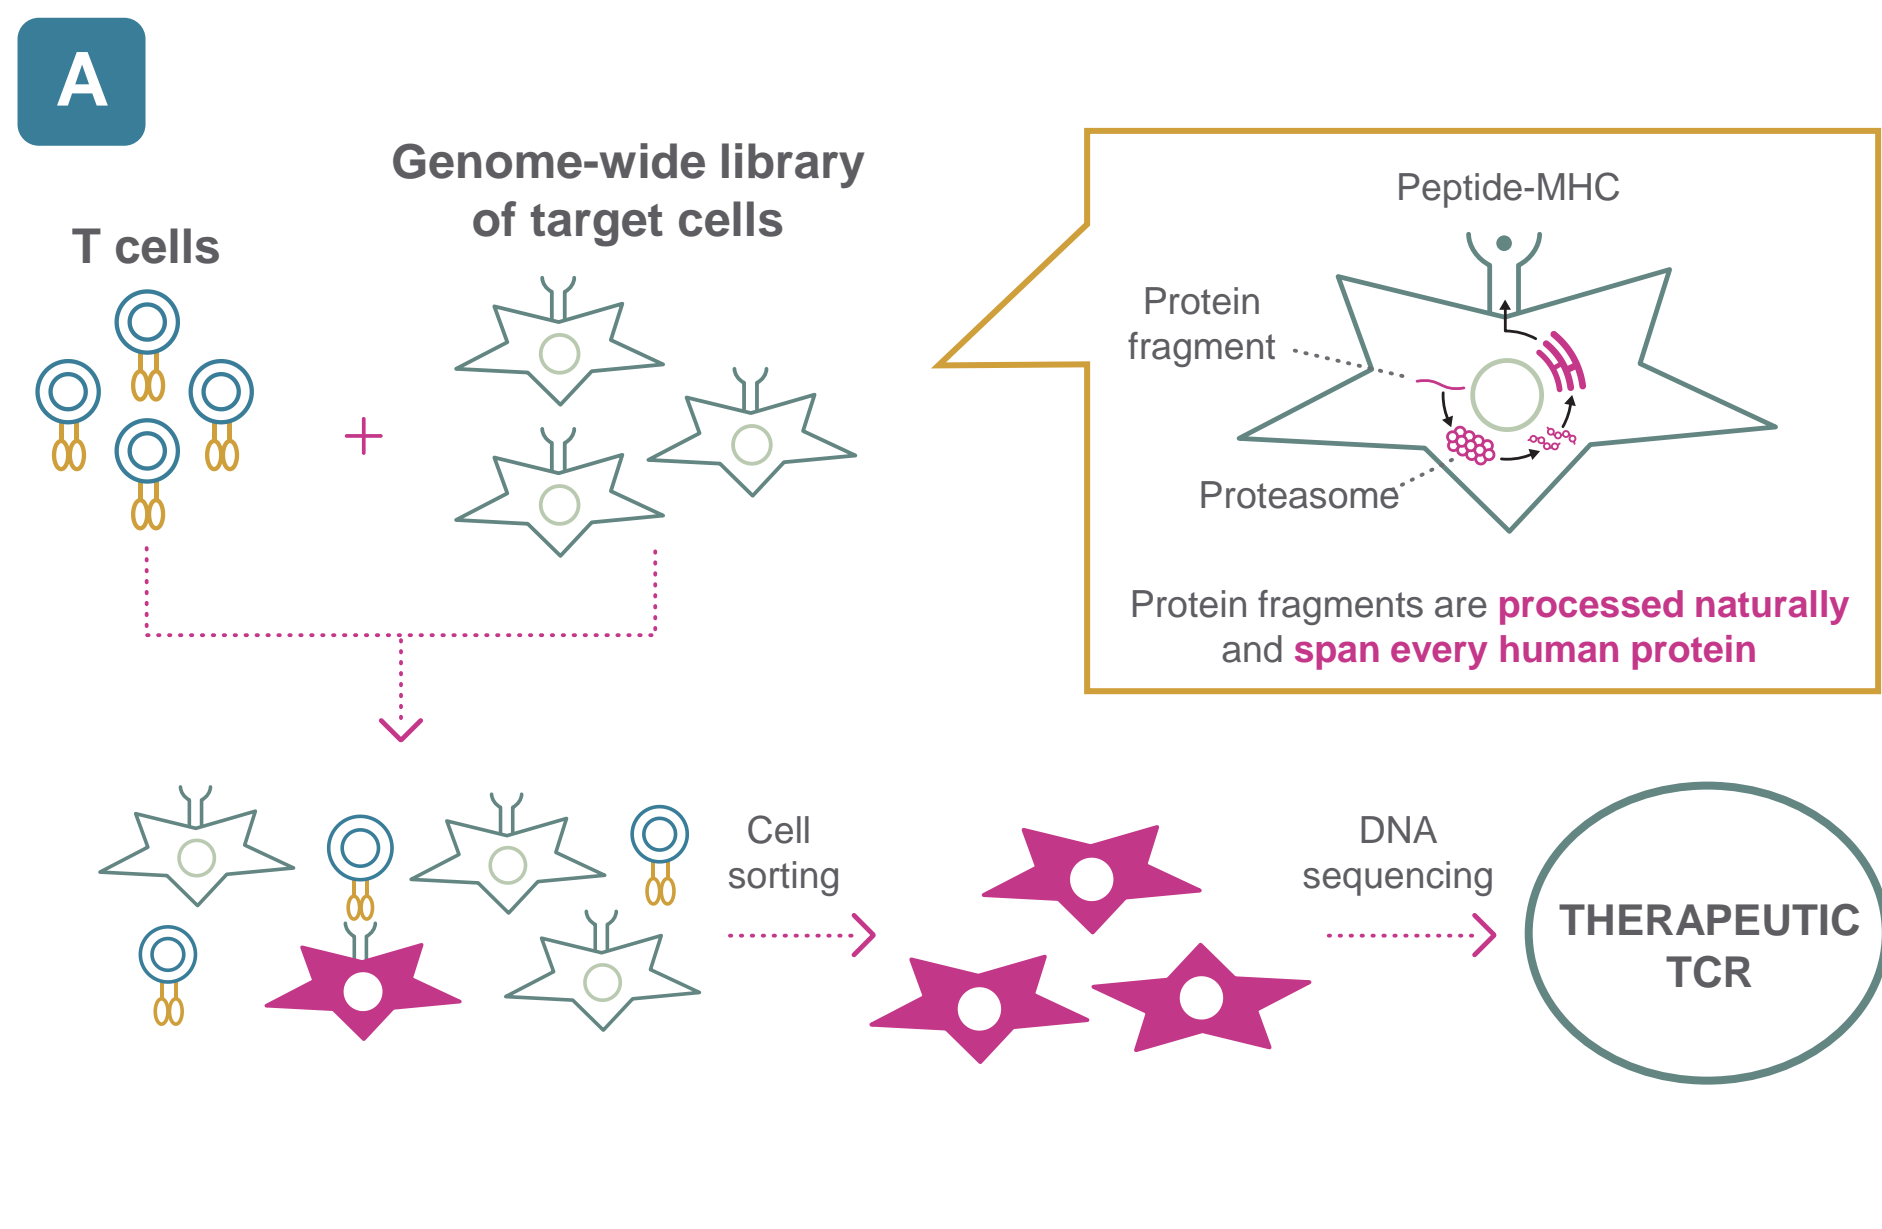 A
Genome-wide library
of target cells
T cells
Peptide-MHC
Protein
fragment
Proteasome
Protein fragments are processed naturally
and span every human protein
Cell
sorting
DNA
sequencing
THERAPEUTIC
TCR